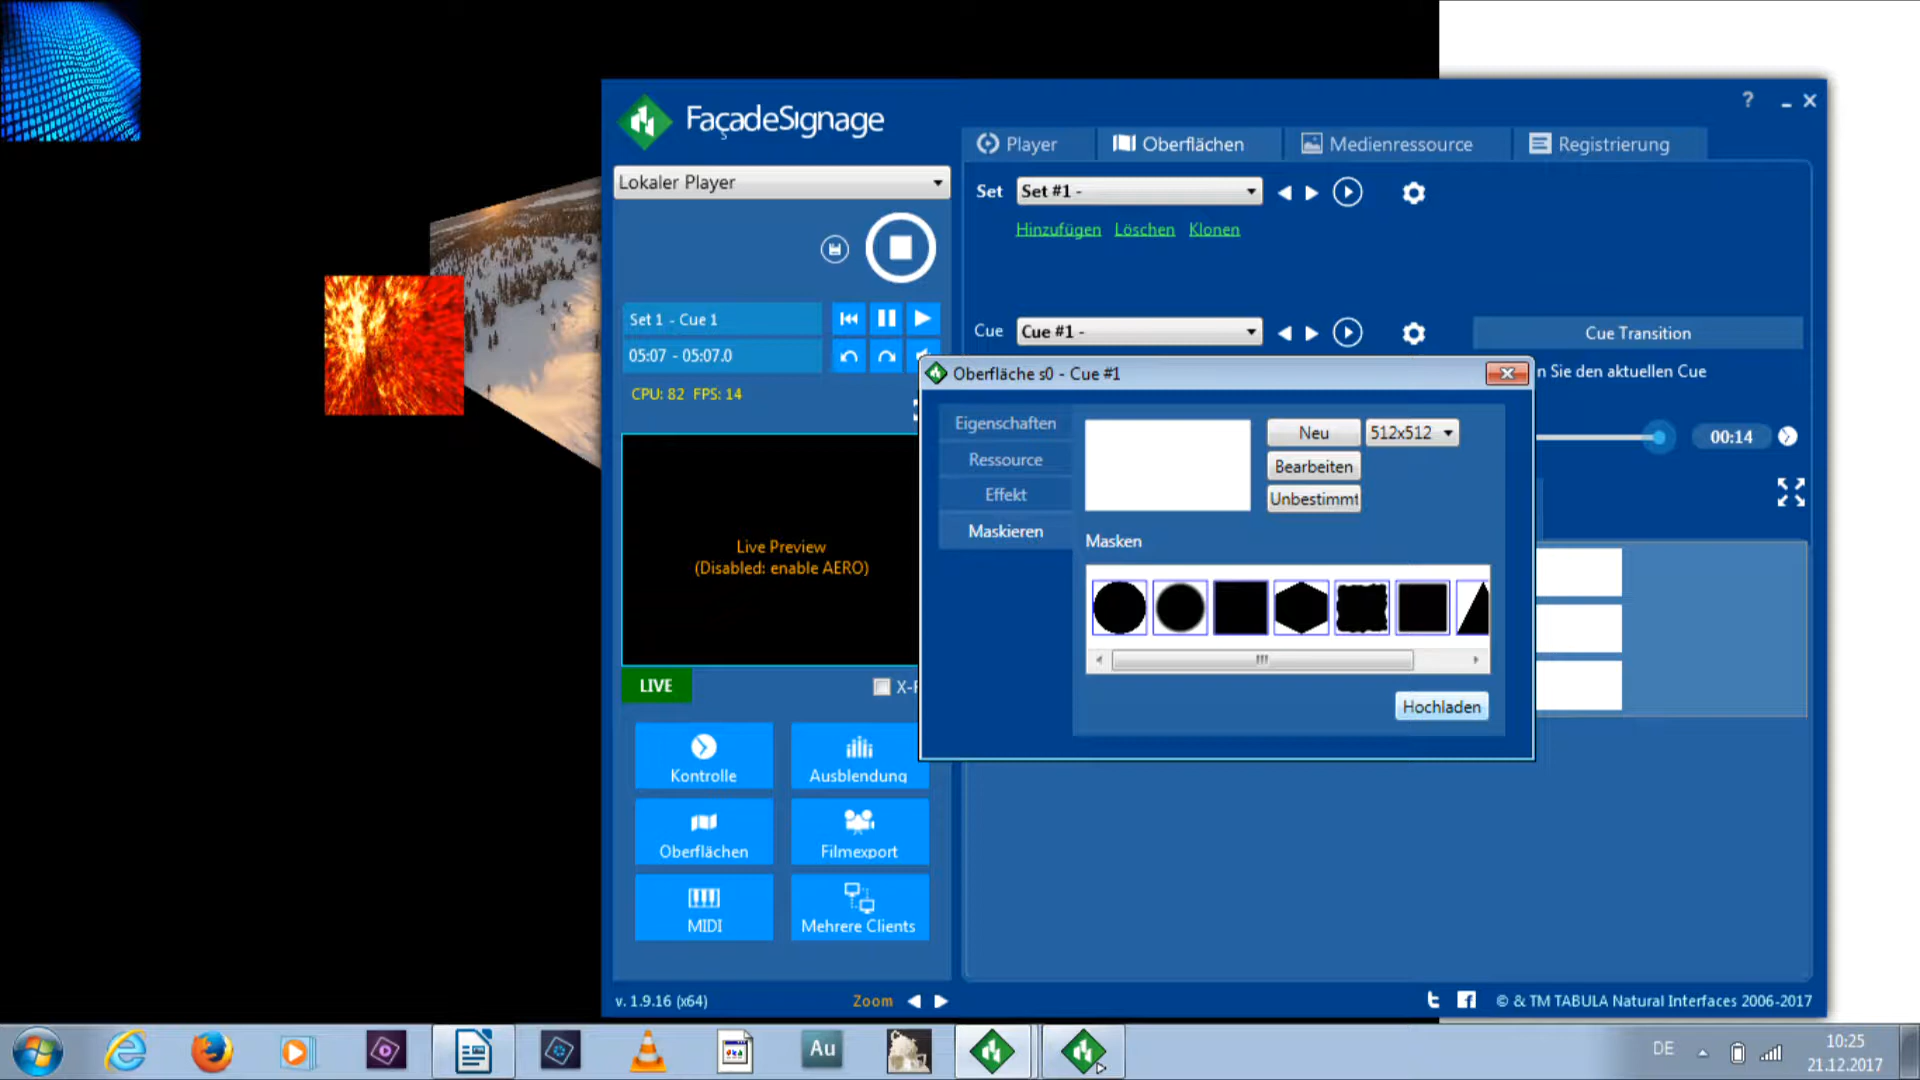 FaçadeSignage
?
Player
Oberflächen
Medienressource
Registrierung
Lokaler Player
Set
Set #1 -
Hinzufügen Löschen Klonen
Set 1 - Cue 1
05:07 - 05:07.0
CPU: 82 FPS: 14
Cue
Cue #1 -
Cue Transition
n Sie den aktuellen Cue
00:14
Oberfläche s0 - Cue #1
Eigenschaften
Ressource
Effekt
Maskieren
Neu
512x512
Bearbeiten
Unbestimmt
Masken
Hochladen
Live Preview
(Disabled: enable AERO)
LIVE
Kontrolle
Ausblendung
Oberflächen
Filmexport
MIDI
Mehrere Clients
v. 1.9.16 (x64)
Zoom
© & TM TABULA Natural Interfaces 2006-2017
Au
DE
10:25
21.12.2017